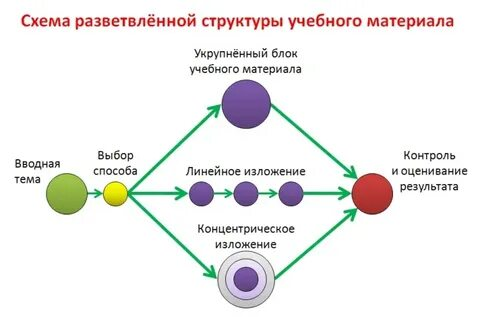 Схема разветвлённой структуры учебного материала
Укрупнённый блок
учебного материала
Вводная
тема
Выбор
способа
Линейное изложение
Контроль
и оценивание
результата
Концентрическое
изложение